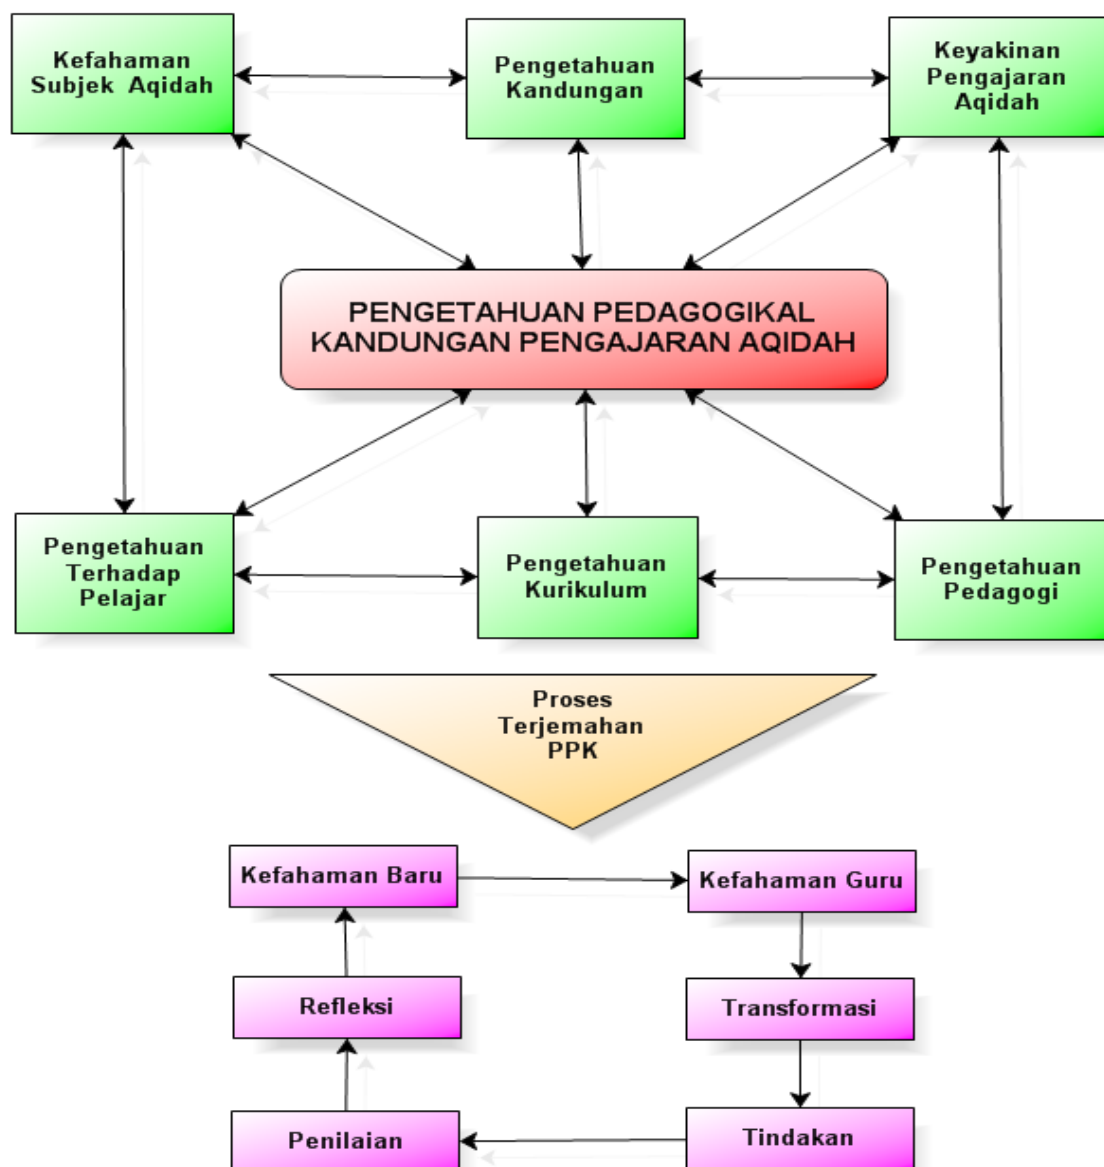 Kefahaman
Subjek Aqidah
Pengetahuan
Kandungan
Keyakinan
Pengajaran
Aqidah
PENGETAHUAN PEDAGOGIKAL
KANDUNGAN PENGAJARAN AQIDAH
Pengetahuan
Terhadap
Pelajar
Pengetahuan
Kurikulum
Pengetahuan
Pedagogi
Proses
Terjemahan
PPK
Kefahaman Baru
Kefahaman Guru
Refleksi
Transformasi
Penilaian
Tindakan